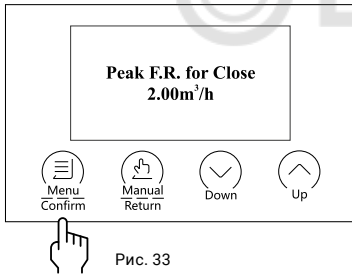 Peak F.R. for Close
2.00m³/h
Menu Manual Down Up
Confirm Return
Рис. 33